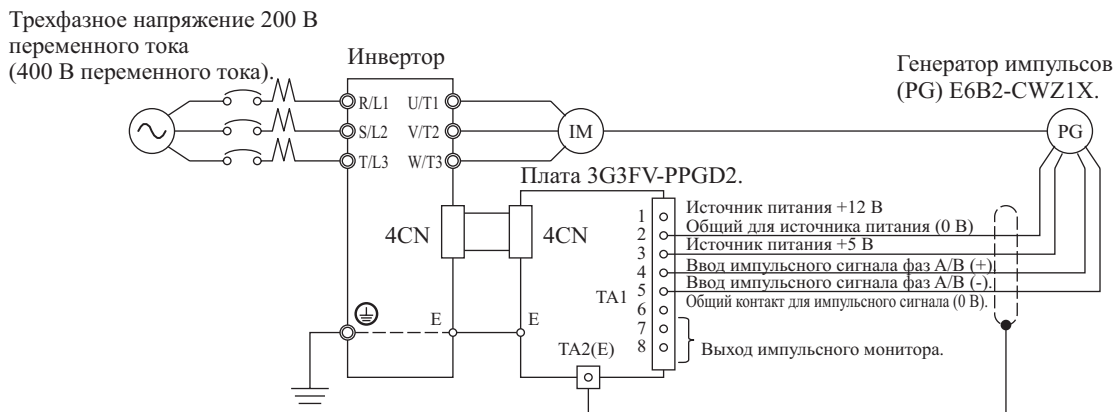 Трехфазное напряжение 200 В
переменного тока
(400 В переменного тока).
Инвертор
Генератор импульсов
(PG) E6B2-CWZ1X.
R/L1 U/T1
S/L2 V/T2
T/L3 W/T3
IM
PG
Плата 3G3FV-PPGD2.
4CN
4CN
TA1
1 Источник питания +12 В
2 Общий для источника питания (0 В)
3 Источник питания +5 В
4 Ввод импульсного сигнала фаз A/B (+)
5 Ввод импульсного сигнала фаз A/B (-).
6 Общий контакт для импульсного сигнала (0 В).
7
8
Выход импульсного монитора.
E
E
TA2(E)